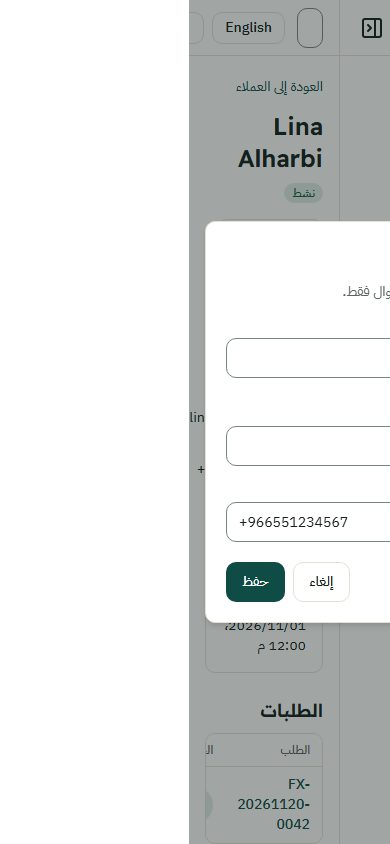 English
العودة إلى العملاء
Lina
Alharbi
نشط
فقط.
+966551234567
حفظ
إلغاء
2026/11/01،
12:00 م
الطلبات
الطلب
FX-
20261120-
0042